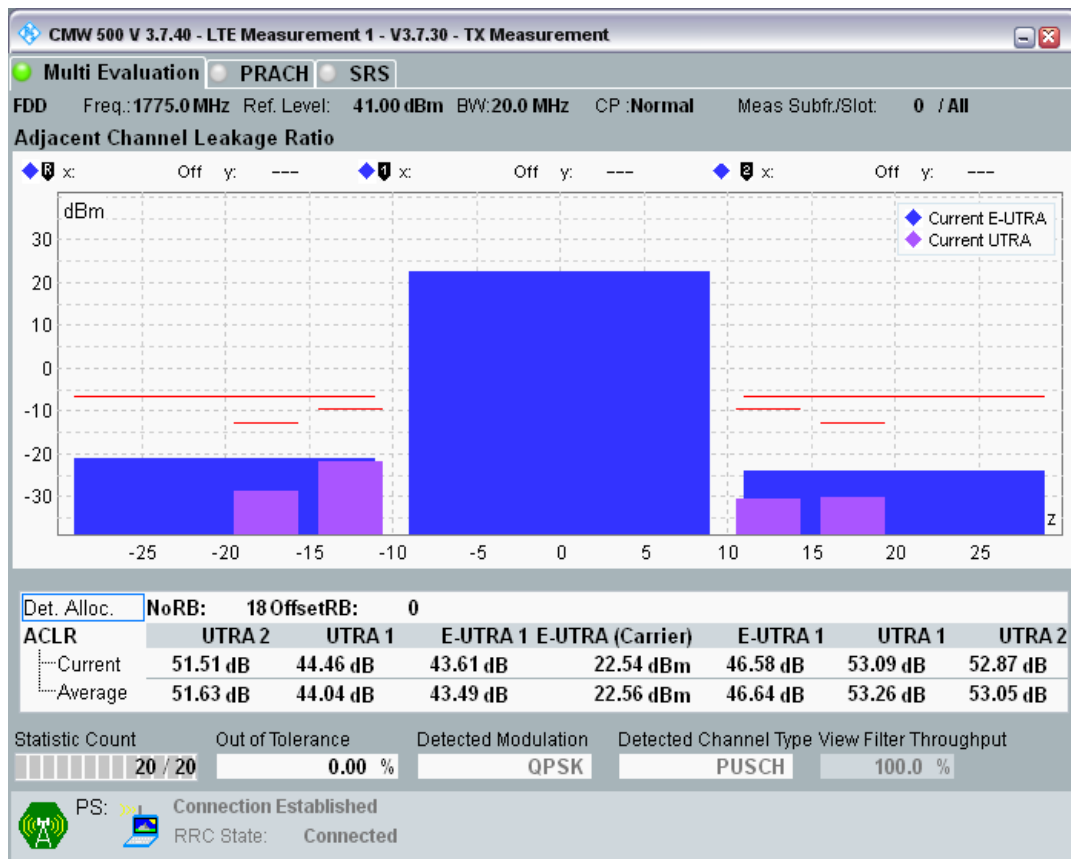 CMW 500 V 3.7.40 - LTE Measurement 1 - V3.7.30 - TX Measurement
Multi Evaluation PRACH SRS
FDD Freq.:1775.0 MHz Ref. Level: 41.00 dBm BW:20.0 MHz CP :Normal Meas Subfr./Slot: 0 / All
Adjacent Channel Leakage Ratio
R x: Off y: --- 1 x: Off y: --- 2 x: Off y: ---
dBm
Current E-UTRA
Current UTRA
30
20
10
0
-10
-20
-30
z
-25 -20 -15 -10 -5 0 5 10 15 20 25
Det. Alloc. NoRB: 18 OffsetRB: 0
ACLR UTRA 2 UTRA 1 E-UTRA 1 E-UTRA (Carrier) E-UTRA 1 UTRA 1 UTRA 2
Current 51.51 dB 44.46 dB 43.61 dB 22.54 dBm 46.58 dB 53.09 dB 52.87 dB
Average 51.63 dB 44.04 dB 43.49 dB 22.56 dBm 46.64 dB 53.26 dB 53.05 dB
Statistic Count Out of Tolerance Detected Modulation Detected Channel Type View Filter Throughput
20 / 20 0.00 % QPSK PUSCH 100.0 %
PS: Connection Established
RRC State: Connected